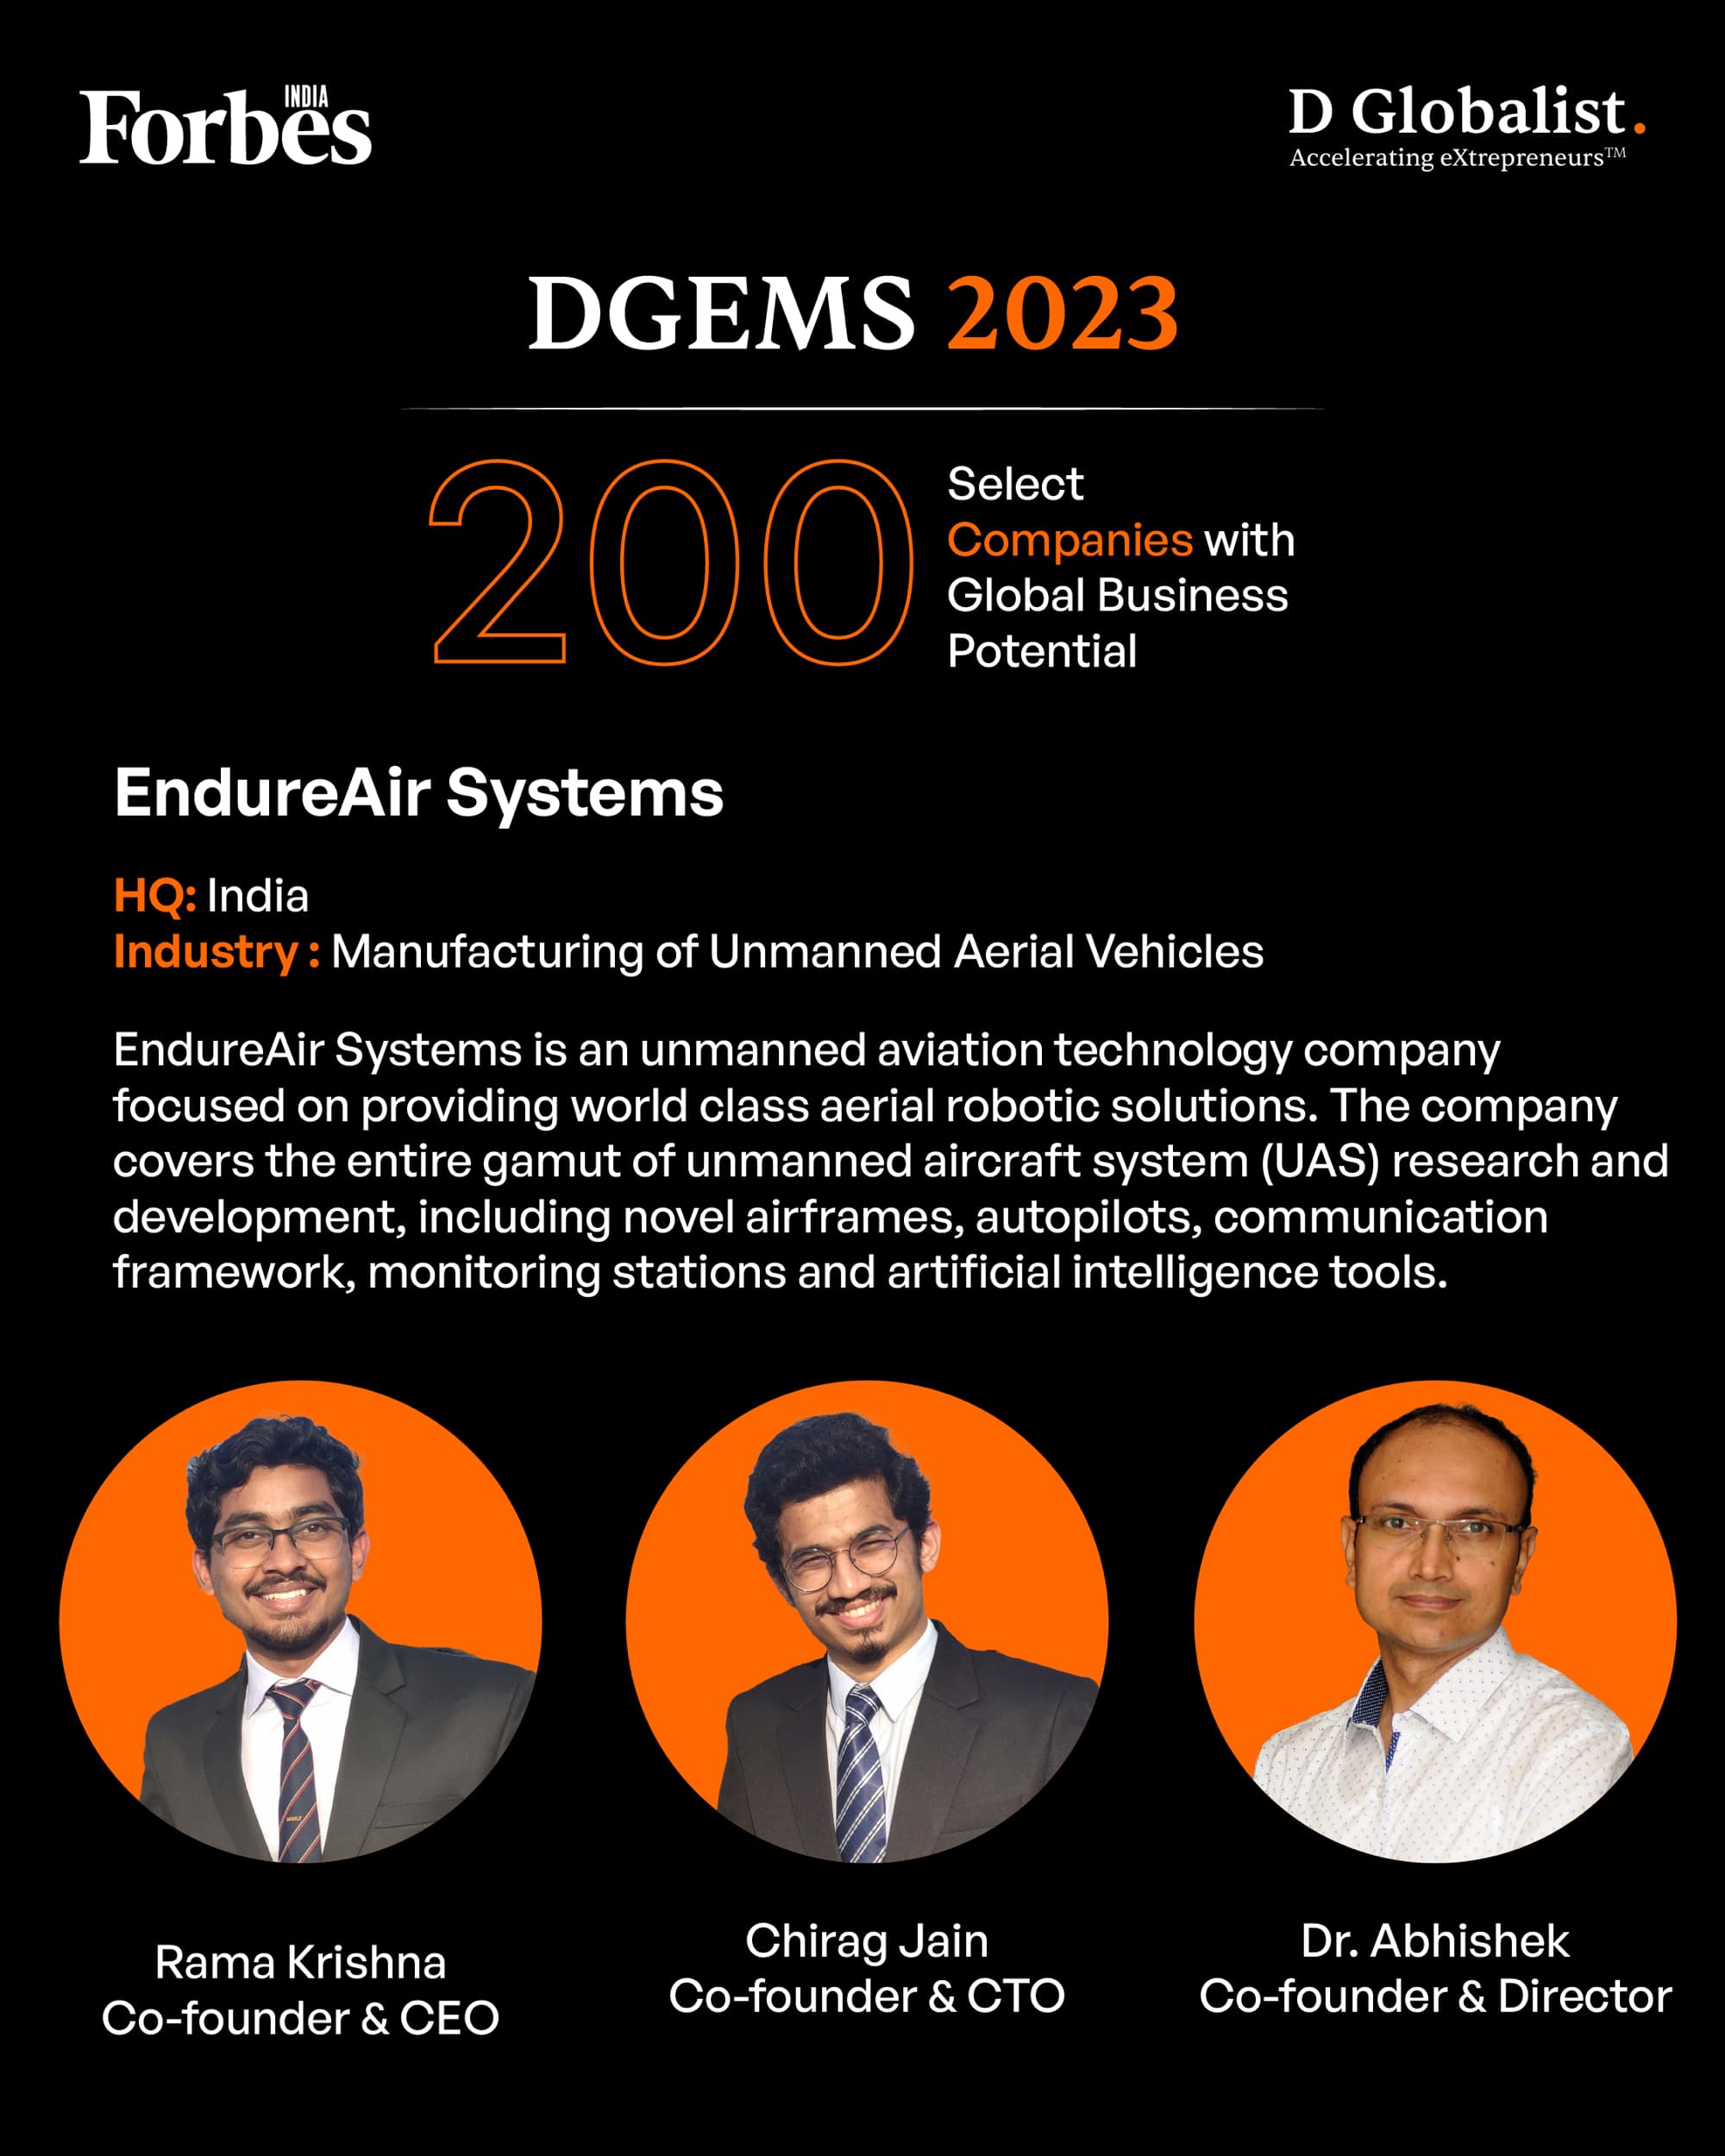 Forbes
INDIA
D Globalist.
Accelerating eXtrepreneurs™
DGEMS 2023
200
Select
Companies with
Global Business
Potential
EndureAir Systems
HQ: India
Industry : Manufacturing of Unmanned Aerial Vehicles
EndureAir Systems is an unmanned aviation technology company
focused on providing world class aerial robotic solutions. The company
covers the entire gamut of unmanned aircraft system (UAS) research and
development, including novel airframes, autopilots, communication
framework, monitoring stations and artificial intelligence tools.
Rama Krishna
Co-founder & CEO
Chirag Jain
Co-founder & CTO
Dr. Abhishek
Co-founder & Director